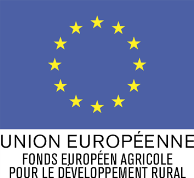 UNION EUROPÉENNE
FONDS EUROPÉEN AGRICOLE
POUR LE DÉVELOPPEMENT RURAL